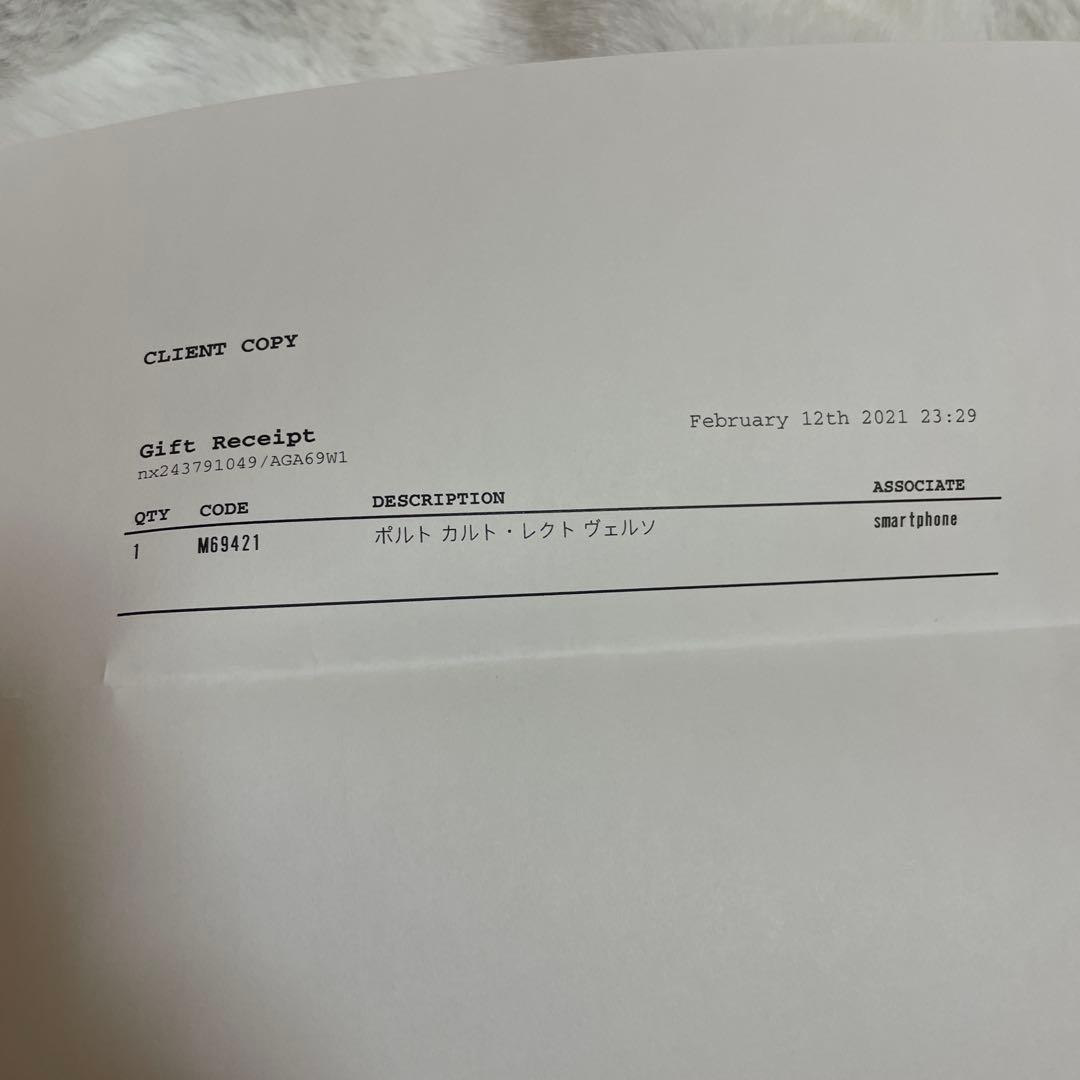 CLIENT COPY
Gift Receipt
February 12th 2021 23:29
nx243791049/AGA69W1
QTY CODE DESCRIPTION ASSOCIATE
1 M69421 ポルト カルト・レクト ヴェルソ smartphone